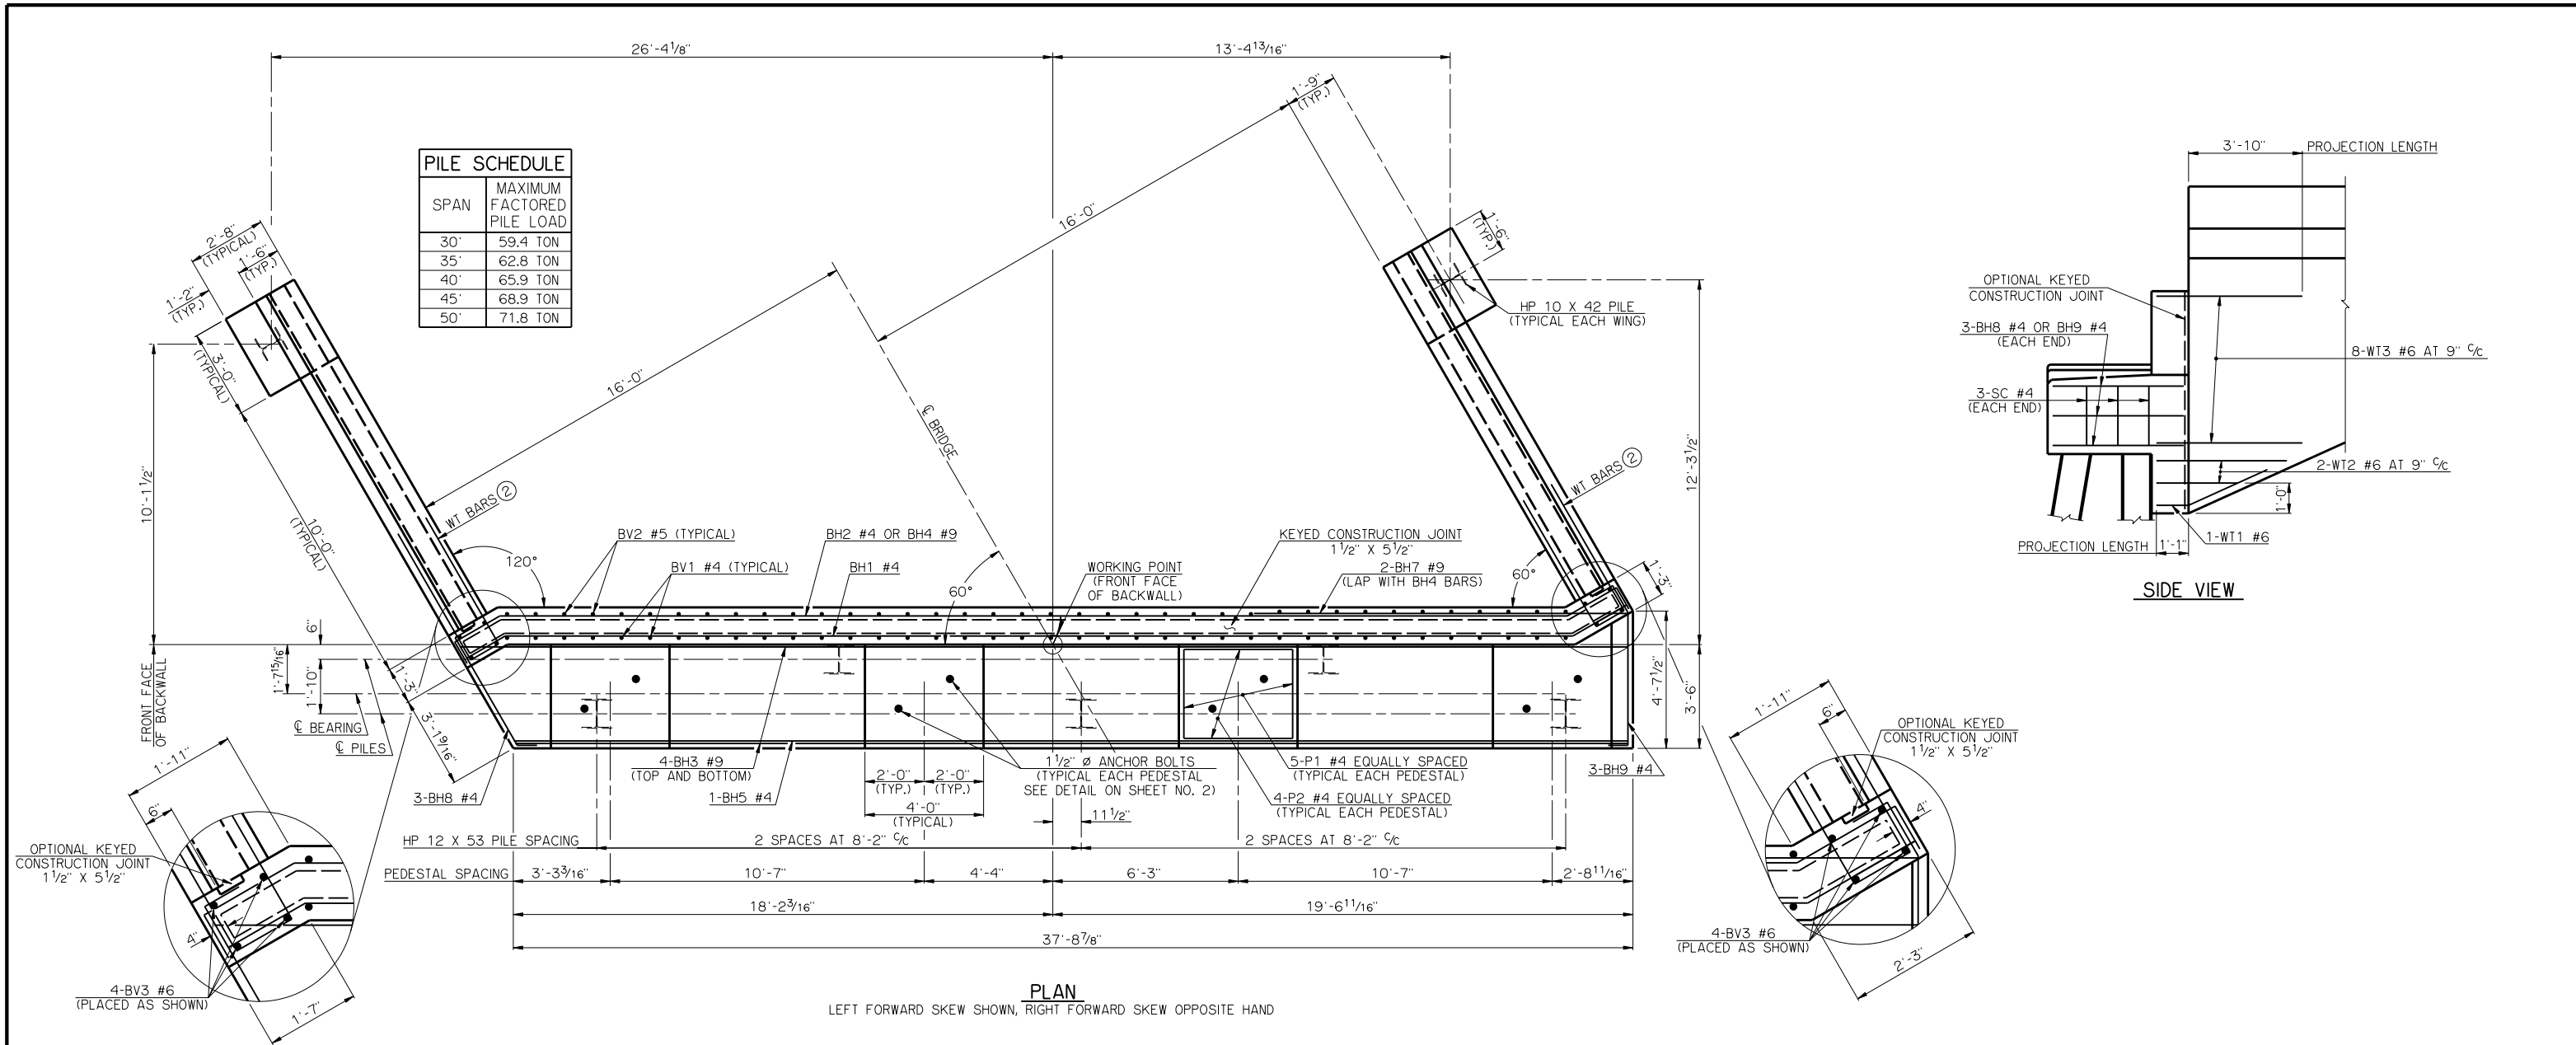 26'-4 1/8"
13'-4 13/16"
1'-9"
(TYP.)
PILE SCHEDULE
SPAN
MAXIMUM
FACTORED
PILE LOAD
30' 59.4 TON
35' 62.8 TON
40' 65.9 TON
45' 68.9 TON
50' 71.8 TON
16'-0"
1'-6"
(TYP.)
2'-8"
(TYPICAL)
1'-6"
(TYP.)
1'-2"
(TYP.)
3'-0"
(TYPICAL)
HP 10 X 42 PILE
(TYPICAL EACH WING)
16'-0"
℄ BRIDGE
10'-1 1/2"
12'-3 1/2"
10'-0"
(TYPICAL)
WT BARS ②
WT BARS ②
120°
BV2 #5 (TYPICAL)
BH2 #4 OR BH4 #9
KEYED CONSTRUCTION JOINT
1 1/2" X 5 1/2"
BV1 #4 (TYPICAL)
BH1 #4
WORKING POINT
(FRONT FACE
OF BACKWALL)
2-BH7 #9
(LAP WITH BH4 BARS)
60°
60°
1'-3"
6"
1'-7 15/16"
1'-10"
1'-3"
3'-1 9/16"
FRONT FACE
OF BACKWALL
℄ BEARING
℄ PILES
4'-7 1/2"
3'-6"
3-BH8 #4
4-BH3 #9
(TOP AND BOTTOM)
1-BH5 #4
2'-0"
(TYP.)
2'-0"
(TYP.)
4'-0"
(TYPICAL)
1 1/2" Ø ANCHOR BOLTS
(TYPICAL EACH PEDESTAL
SEE DETAIL ON SHEET NO. 2)
5-P1 #4 EQUALLY SPACED
(TYPICAL EACH PEDESTAL)
4-P2 #4 EQUALLY SPACED
(TYPICAL EACH PEDESTAL)
3-BH9 #4
11 1/2"
HP 12 X 53 PILE SPACING
2 SPACES AT 8'-2" C/C
2 SPACES AT 8'-2" C/C
PEDESTAL SPACING
3'-3 3/16"
10'-7"
4'-4"
6'-3"
10'-7"
2'-8 11/16"
18'-2 3/16"
19'-6 11/16"
37'-8 7/8"
1'-11"
6"
OPTIONAL KEYED
CONSTRUCTION JOINT
1 1/2" X 5 1/2"
4"
4-BV3 #6
(PLACED AS SHOWN)
1'-7"
1'-11"
6"
OPTIONAL KEYED
CONSTRUCTION JOINT
1 1/2" X 5 1/2"
4"
4-BV3 #6
(PLACED AS SHOWN)
2'-3"
PLAN
LEFT FORWARD SKEW SHOWN, RIGHT FORWARD SKEW OPPOSITE HAND
3'-10"
PROJECTION LENGTH
OPTIONAL KEYED
CONSTRUCTION JOINT
3-BH8 #4 OR BH9 #4
(EACH END)
8-WT3 #6 AT 9" C/C
3-SC #4
(EACH END)
2-WT2 #6 AT 9" C/C
1'-0"
1-WT1 #6
PROJECTION LENGTH
1'-1"
SIDE VIEW